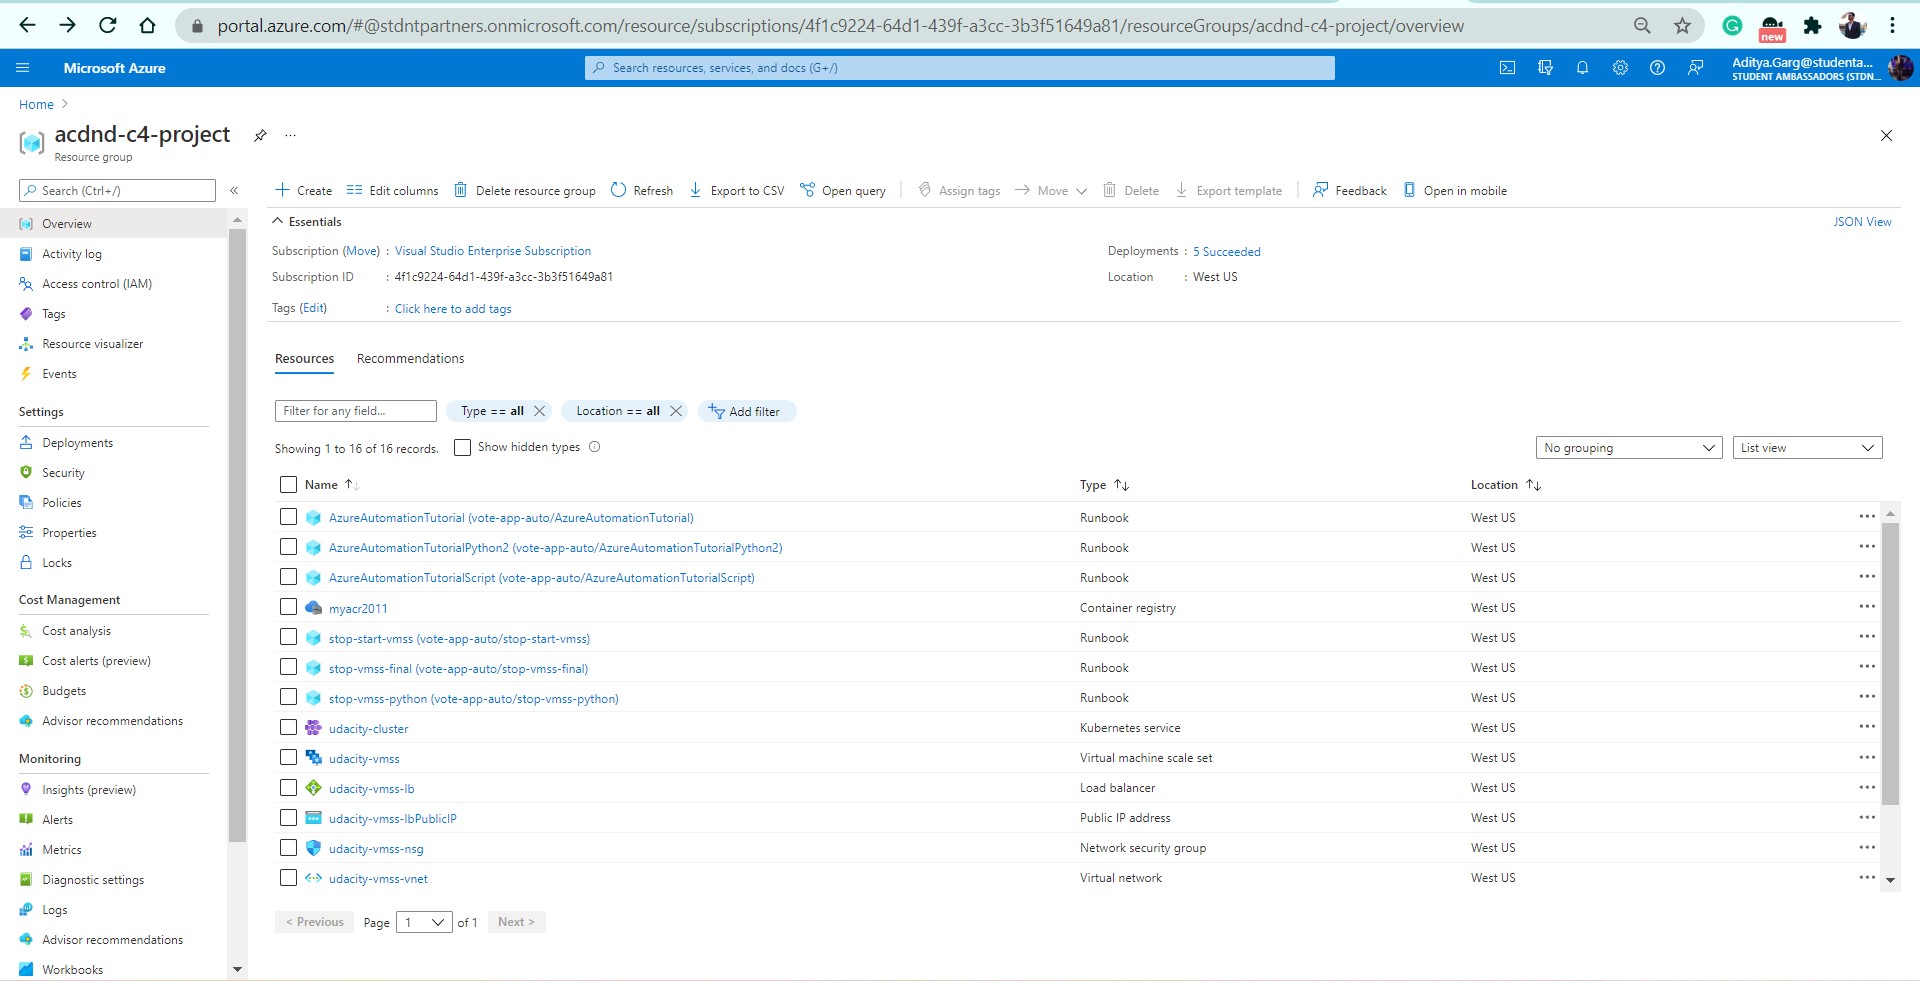 portal.azure.com/#@stdntpartners.onmicrosoft.com/resource/subscriptions/4f1c9224-64d1-439f-a3cc-3b3f51649a81/resourceGroups/acdnd-c4-project/overview
new
Microsoft Azure
Search resources, services, and docs (G+/)
Aditya.Garg@studenta...
STUDENT AMBASSADORS (STDN...
Home >
acdnd-c4-project ...
Resource group
Search (Ctrl+/) «
Create Edit columns Delete resource group Refresh Export to CSV Open query Assign tags Move Delete Export template Feedback Open in mobile
Overview
Activity log
Access control (IAM)
Tags
Resource visualizer
Events
Settings
Deployments
Security
Policies
Properties
Locks
Cost Management
Cost analysis
Cost alerts (preview)
Budgets
Advisor recommendations
Monitoring
Insights (preview)
Alerts
Metrics
Diagnostic settings
Logs
Advisor recommendations
Workbooks
Essentials JSON View
Subscription (Move) : Visual Studio Enterprise Subscription Deployments : 5 Succeeded
Subscription ID : 4f1c9224-64d1-439f-a3cc-3b3f51649a81 Location : West US
Tags (Edit) : Click here to add tags
Resources Recommendations
Filter for any field... Type == all Location == all Add filter
Showing 1 to 16 of 16 records. Show hidden types No grouping List view
Name Type Location
AzureAutomationTutorial (vote-app-auto/AzureAutomationTutorial) Runbook West US ...
AzureAutomationTutorialPython2 (vote-app-auto/AzureAutomationTutorialPython2) Runbook West US ...
AzureAutomationTutorialScript (vote-app-auto/AzureAutomationTutorialScript) Runbook West US ...
myacr2011 Container registry West US ...
stop-start-vmss (vote-app-auto/stop-start-vmss) Runbook West US ...
stop-vmss-final (vote-app-auto/stop-vmss-final) Runbook West US ...
stop-vmss-python (vote-app-auto/stop-vmss-python) Runbook West US ...
udacity-cluster Kubernetes service West US ...
udacity-vmss Virtual machine scale set West US ...
udacity-vmss-lb Load balancer West US ...
udacity-vmss-lbPublicIP Public IP address West US ...
udacity-vmss-nsg Network security group West US ...
udacity-vmss-vnet Virtual network West US ...
< Previous Page 1 of 1 Next >